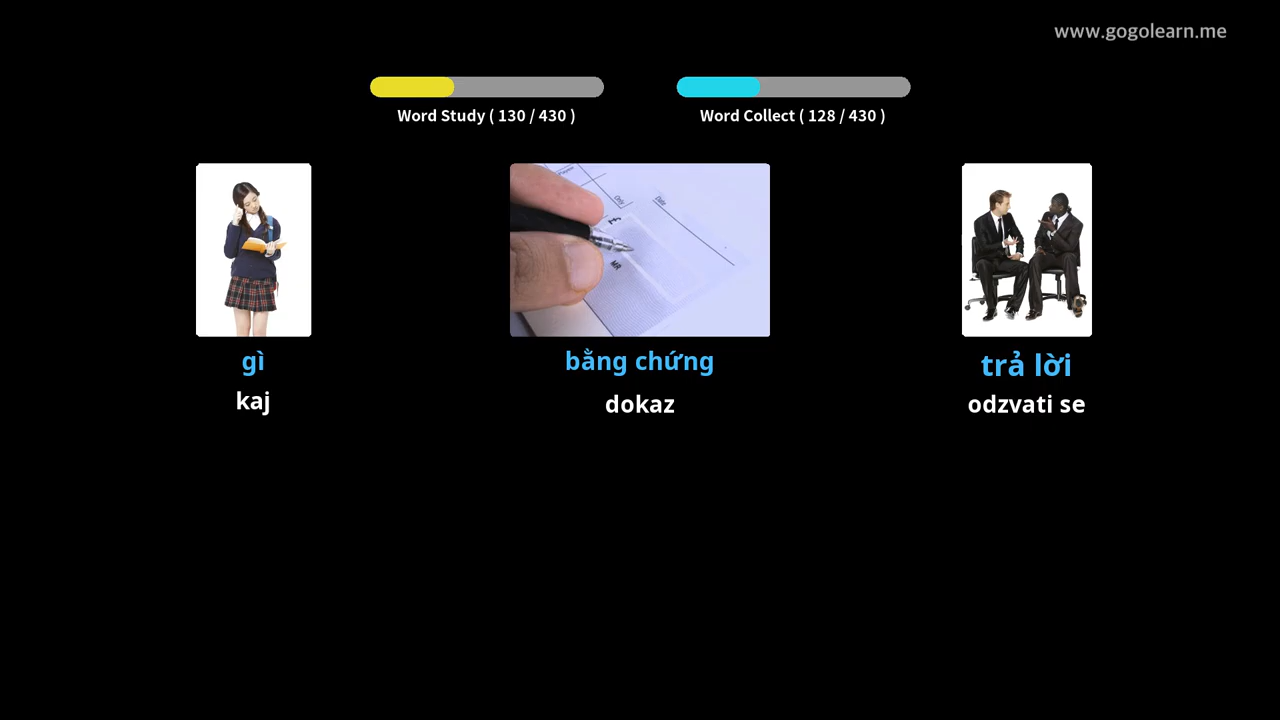 www.gogolearn.me
Word Study ( 130 / 430 )
Word Collect ( 128 / 430 )
gì
bằng chứng
trả lời
kaj
dokaz
odzvati se